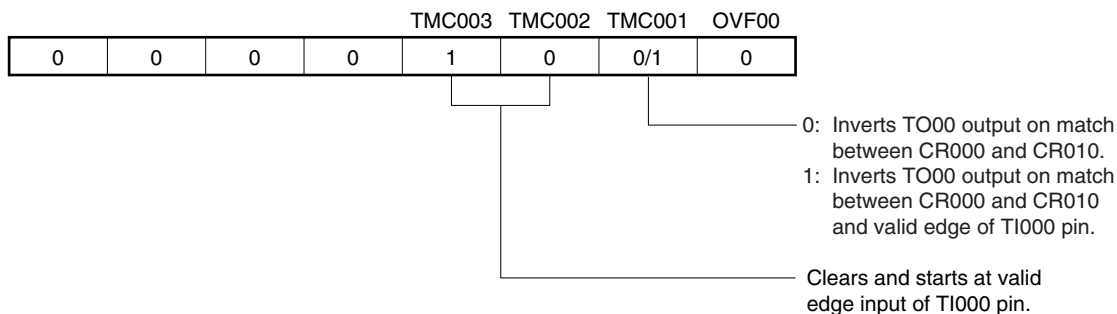 TMC003 TMC002 TMC001 OVF00
0 0 0 0 1 0 0/1 0
0: Inverts TO00 output on match
between CR000 and CR010.
1: Inverts TO00 output on match
between CR000 and CR010
and valid edge of TI000 pin.
Clears and starts at valid
edge input of TI000 pin.